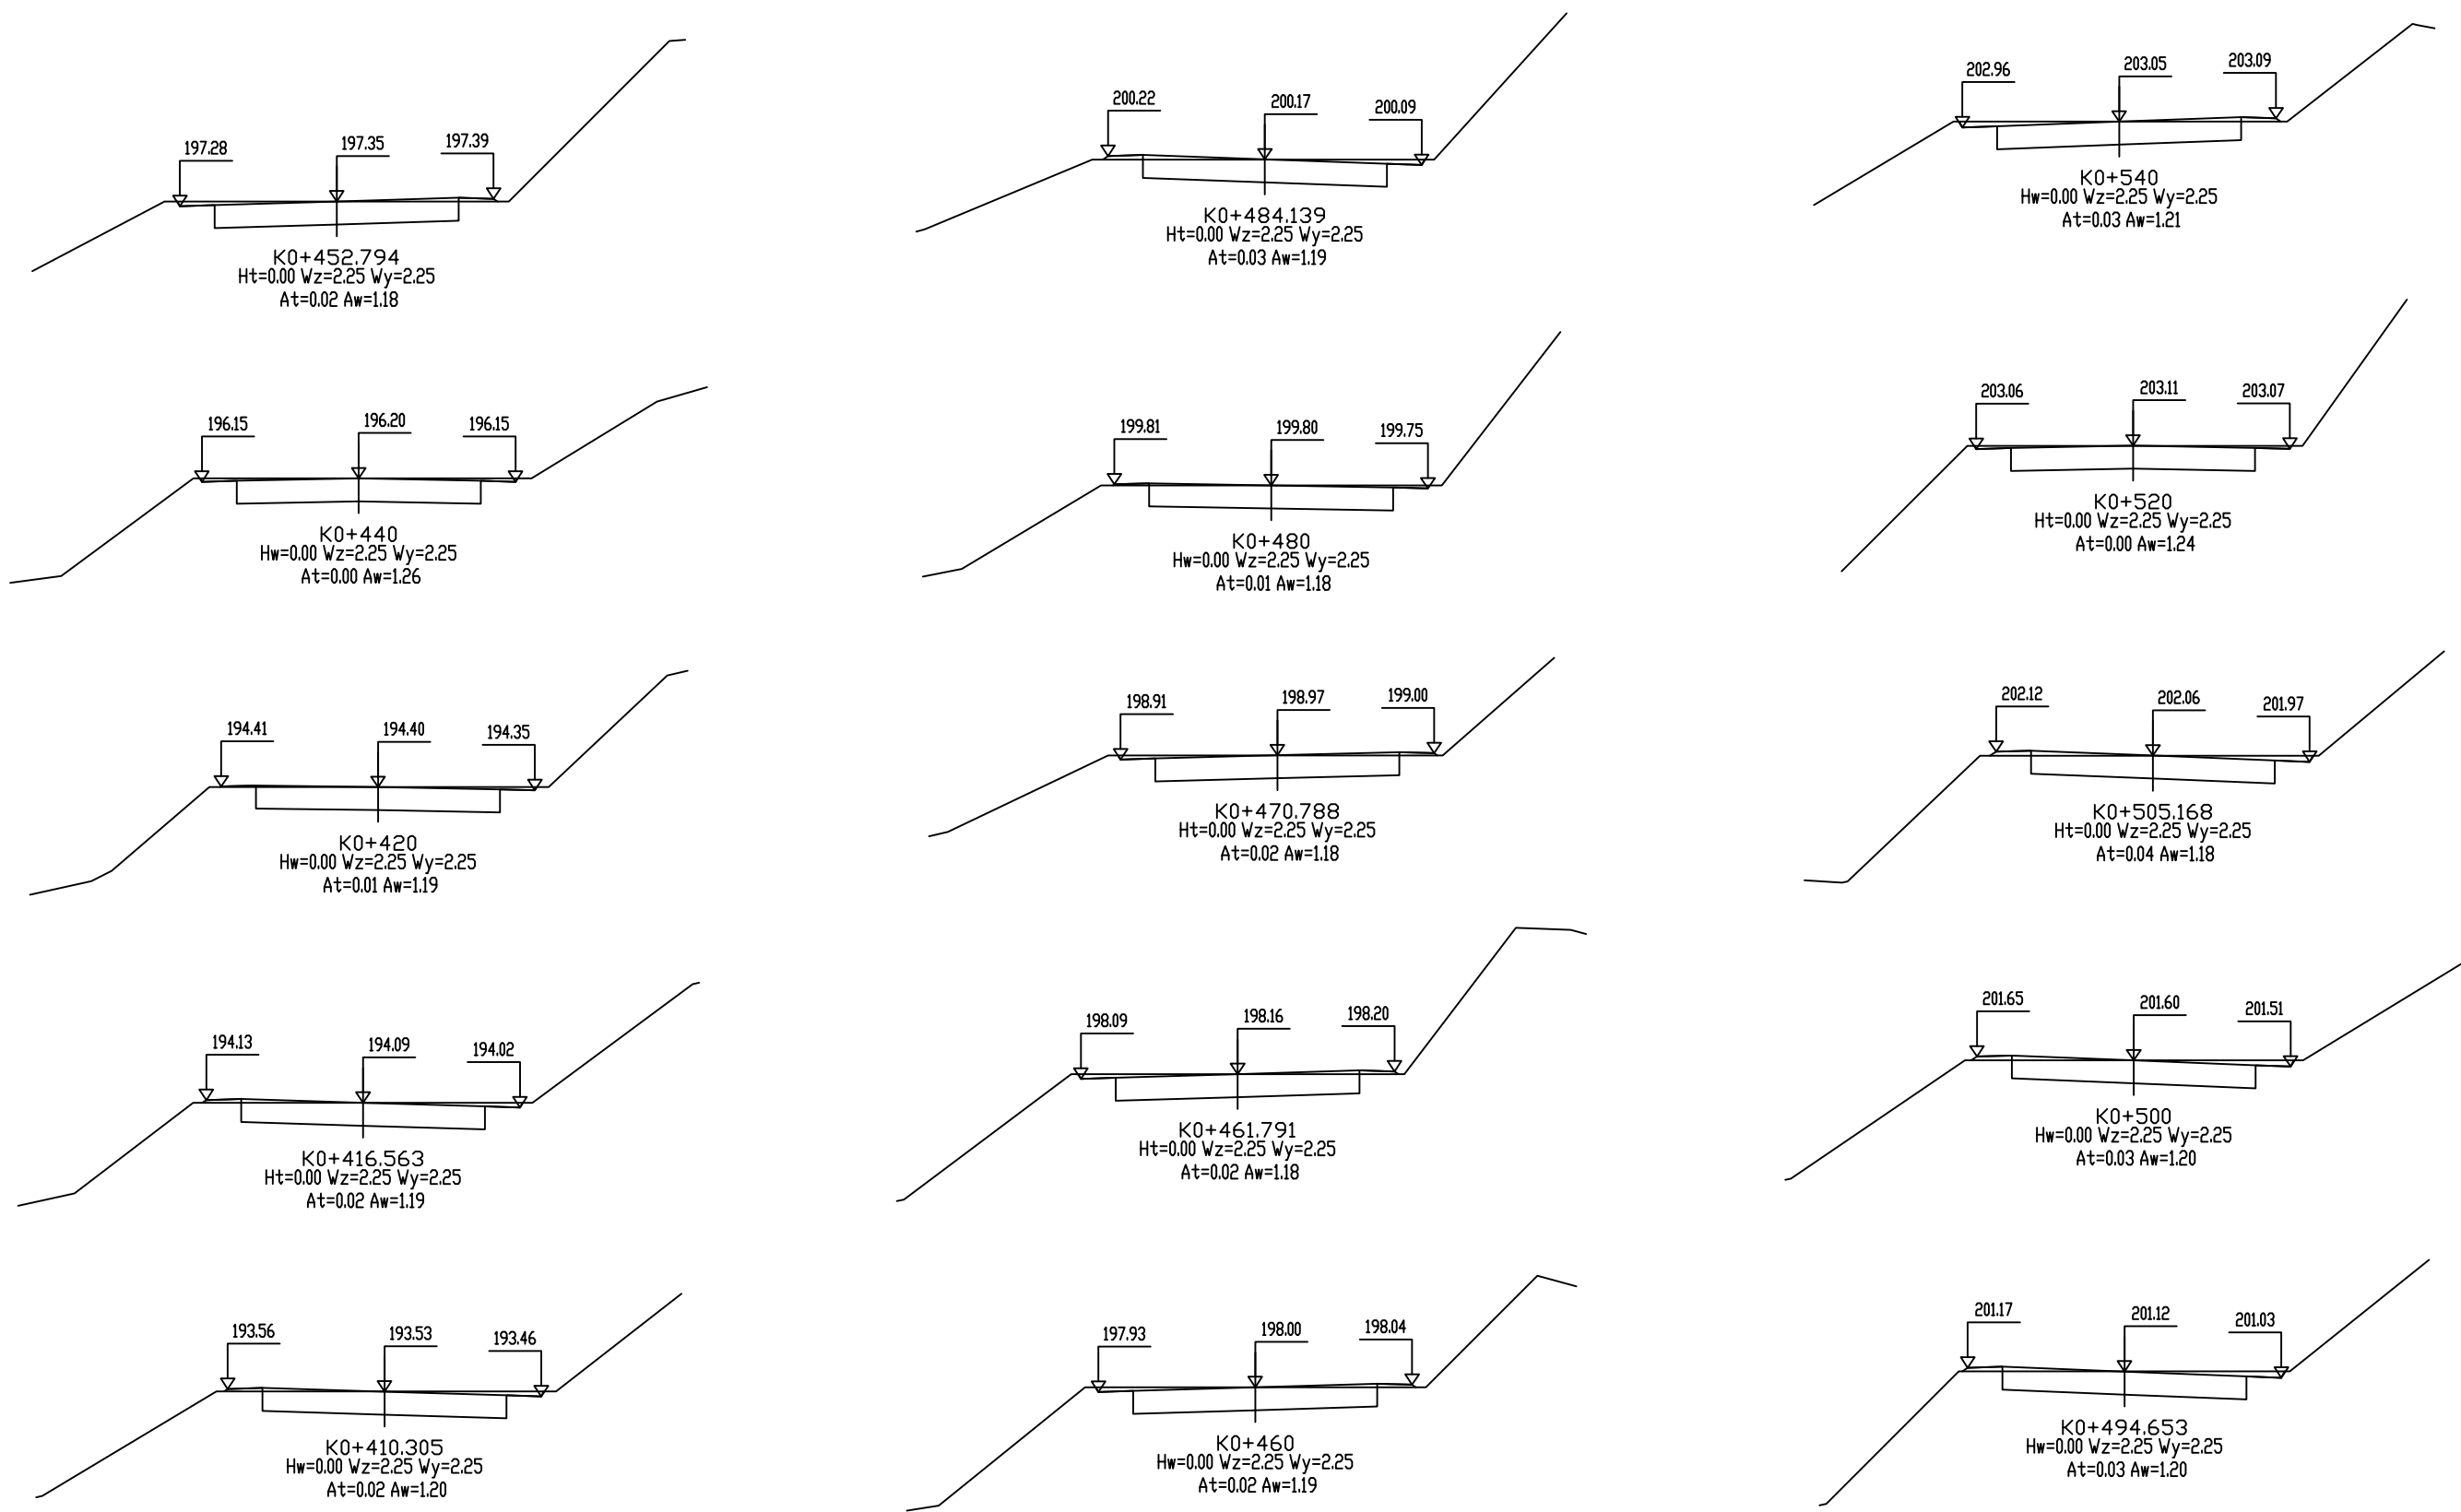 197.28 197.35 197.39
K0+452.794
Ht=0.00 Wz=2.25 Wy=2.25
At=0.02 Aw=1.18
196.15 196.20 196.15
K0+440
Hw=0.00 Wz=2.25 Wy=2.25
At=0.00 Aw=1.26
194.41 194.40 194.35
K0+420
Hw=0.00 Wz=2.25 Wy=2.25
At=0.01 Aw=1.19
194.13 194.09 194.02
K0+416.563
Ht=0.00 Wz=2.25 Wy=2.25
At=0.02 Aw=1.19
193.56 193.53 193.46
K0+410.305
Hw=0.00 Wz=2.25 Wy=2.25
At=0.02 Aw=1.20
200.22 200.17 200.09
K0+484.139
Ht=0.00 Wz=2.25 Wy=2.25
At=0.03 Aw=1.19
199.81 199.80 199.75
K0+480
Hw=0.00 Wz=2.25 Wy=2.25
At=0.01 Aw=1.18
198.91 198.97 199.00
K0+470.788
Ht=0.00 Wz=2.25 Wy=2.25
At=0.02 Aw=1.18
198.09 198.16 198.20
K0+461.791
Ht=0.00 Wz=2.25 Wy=2.25
At=0.02 Aw=1.18
197.93 198.00 198.04
K0+460
Hw=0.00 Wz=2.25 Wy=2.25
At=0.02 Aw=1.19
202.96 203.05 203.09
K0+540
Hw=0.00 Wz=2.25 Wy=2.25
At=0.03 Aw=1.21
203.06 203.11 203.07
K0+520
Ht=0.00 Wz=2.25 Wy=2.25
At=0.00 Aw=1.24
202.12 202.06 201.97
K0+505.168
Ht=0.00 Wz=2.25 Wy=2.25
At=0.04 Aw=1.18
201.65 201.60 201.51
K0+500
Hw=0.00 Wz=2.25 Wy=2.25
At=0.03 Aw=1.20
201.17 201.12 201.03
K0+494.653
Hw=0.00 Wz=2.25 Wy=2.25
At=0.03 Aw=1.20